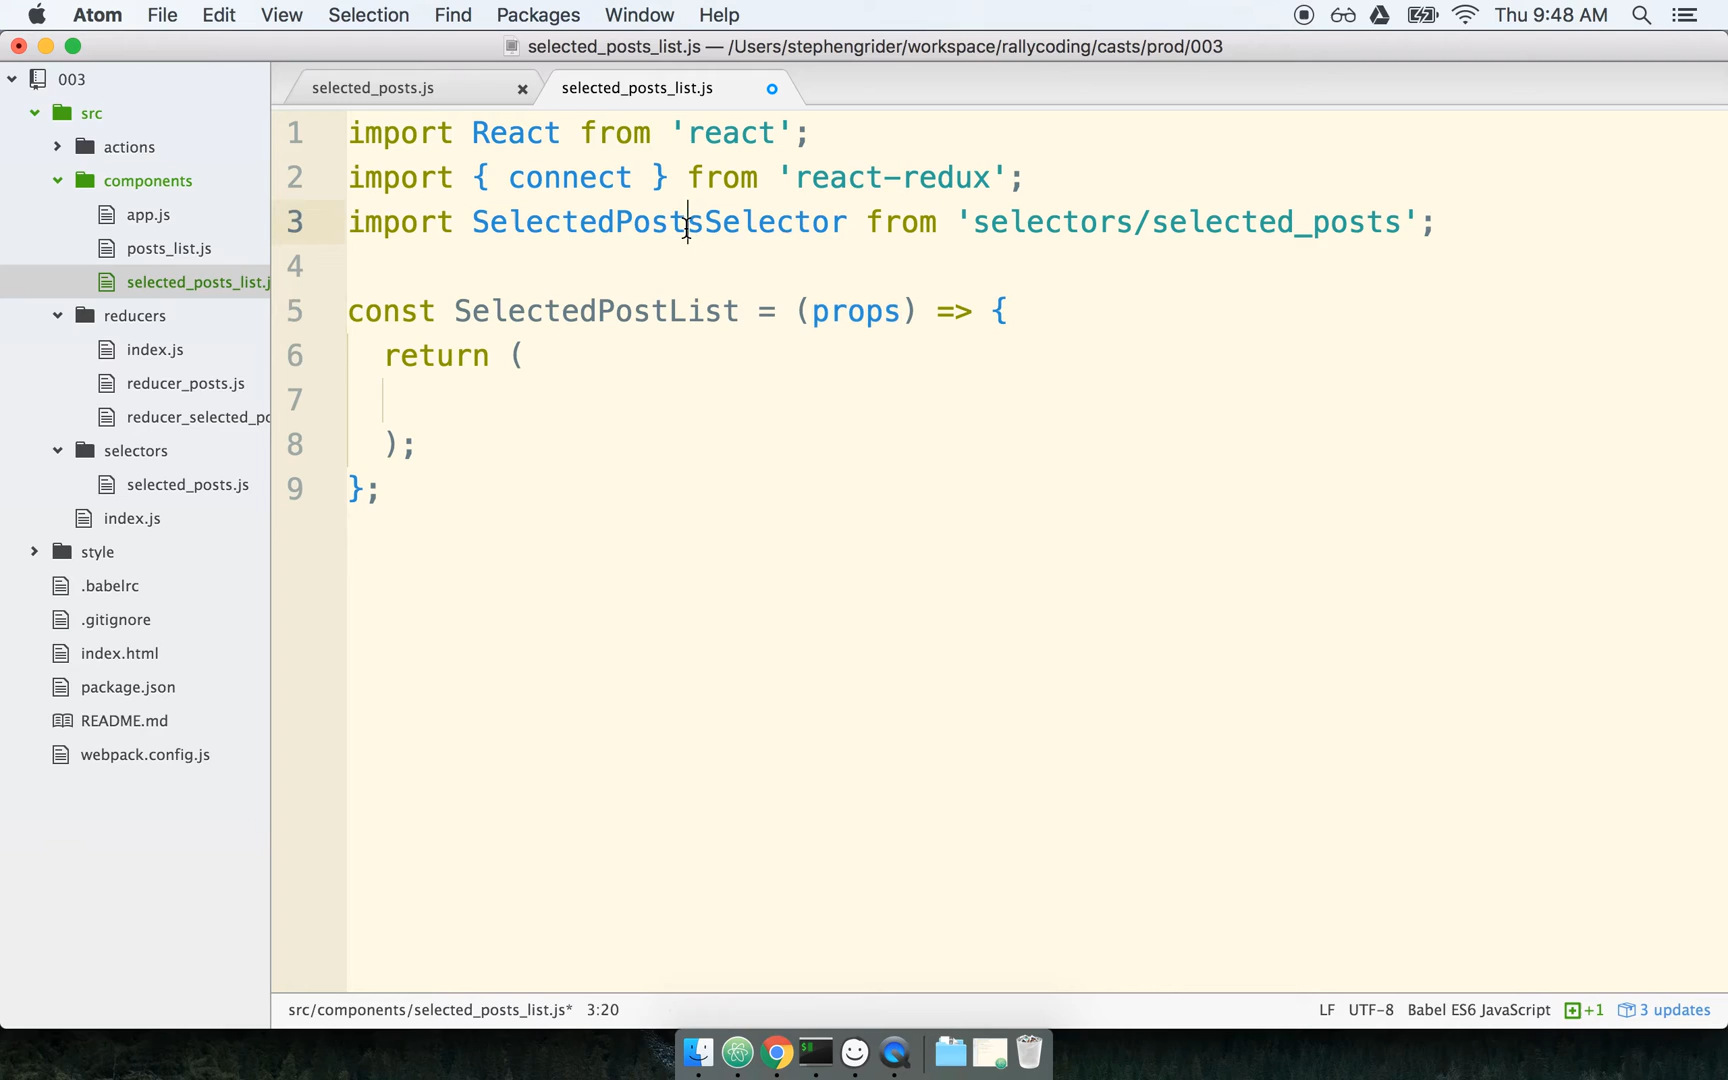 Atom File Edit View Selection Find Packages Window Help Thu 9:48 AM
selected_posts_list.js — /Users/stephengrider/workspace/rallycoding/casts/prod/003
003
src
actions
components
app.js
posts_list.js
selected_posts_list.j
reducers
index.js
reducer_posts.js
reducer_selected_po
selectors
selected_posts.js
index.js
style
.babelrc
.gitignore
index.html
package.json
README.md
webpack.config.js
selected_posts.js selected_posts_list.js
1 import React from 'react';
2 import { connect } from 'react-redux';
3 import SelectedPostsSelector from 'selectors/selected_posts';
4
5 const SelectedPostList = (props) => {
6 return (
7
8 );
9 };
src/components/selected_posts_list.js* 3:20 LF UTF-8 Babel ES6 JavaScript +1 3 updates